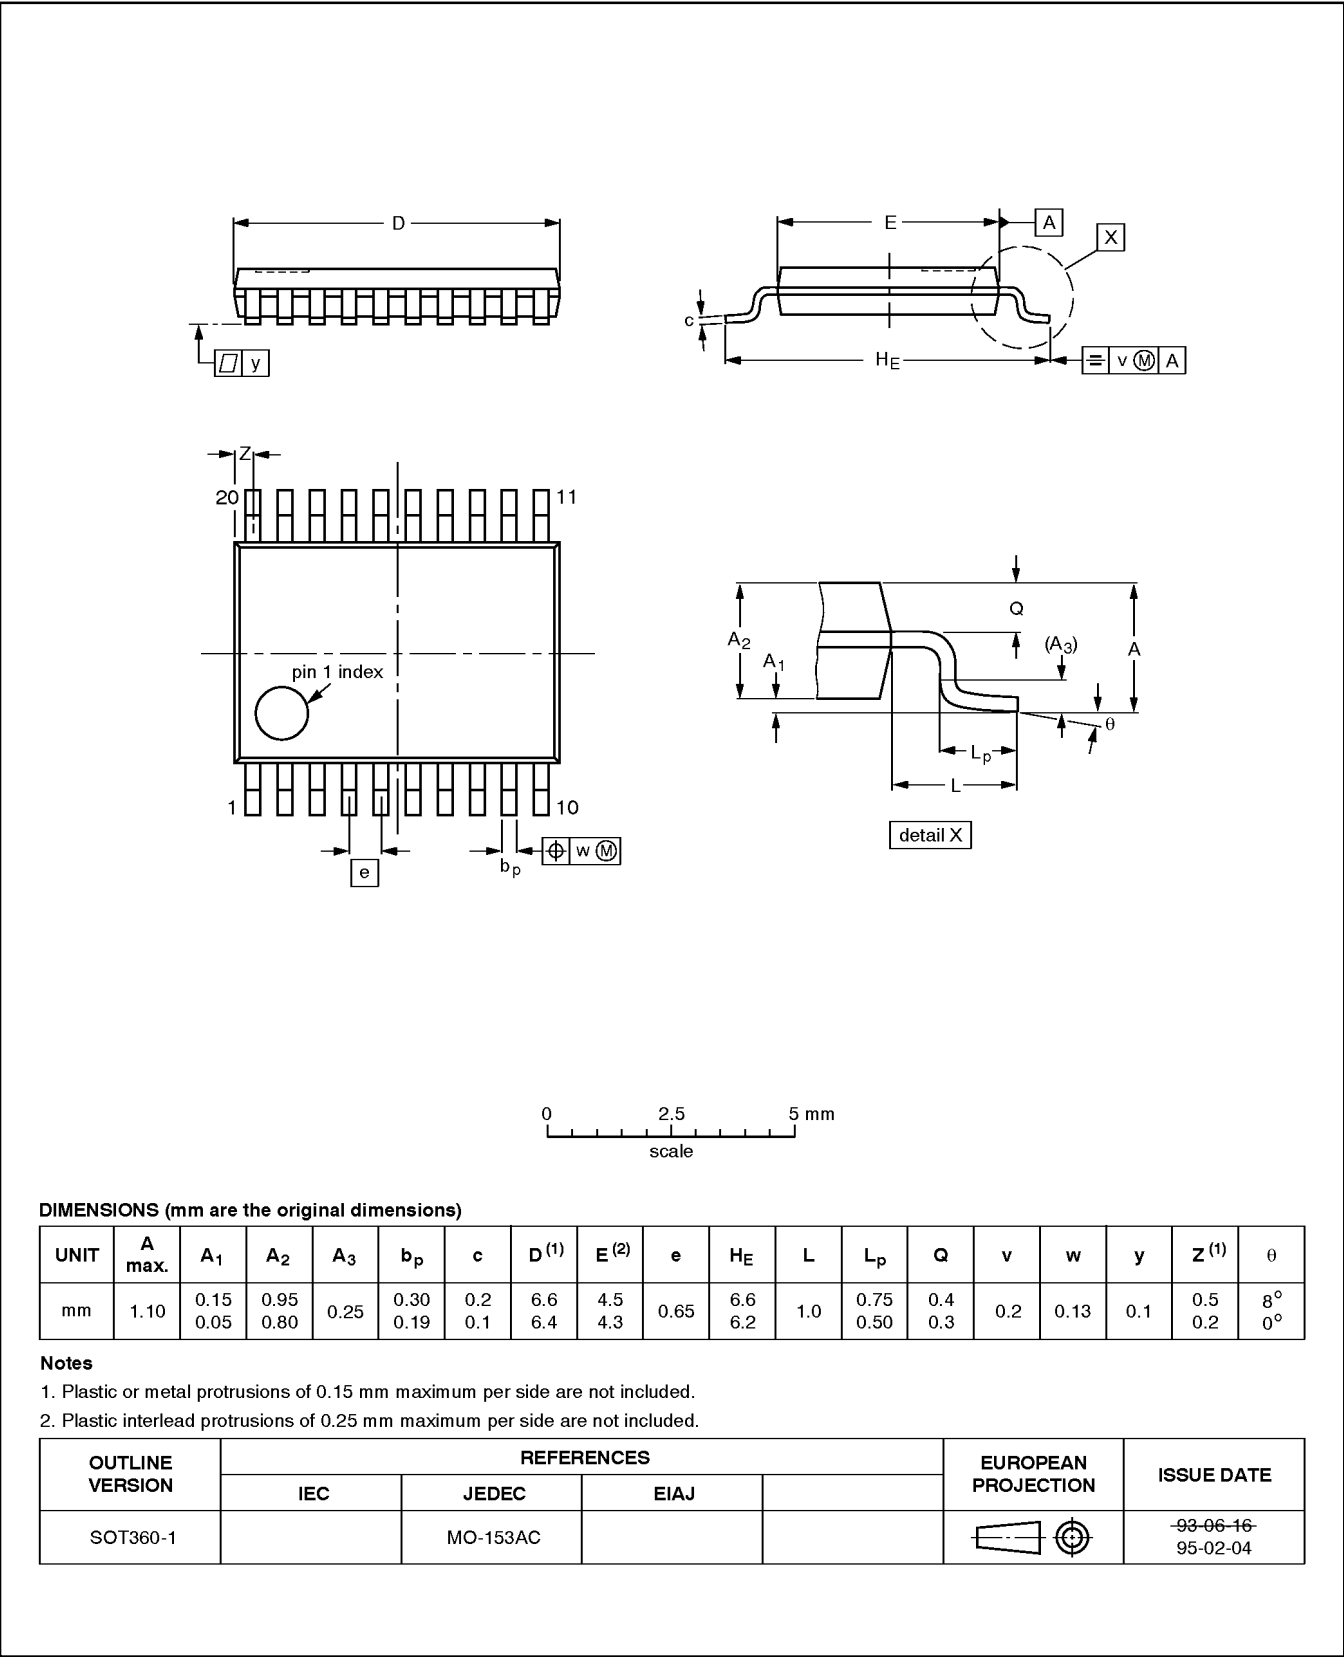 D
y
E
A
X
c
HE
v M A
Z
20
11
pin 1 index
1
10
e
bp
w M
Q
A2
A1
(A3)
A
θ
Lp
L
detail X
0 2.5 5 mm
scale
DIMENSIONS (mm are the original dimensions)
UNIT A max. A1 A2 A3 bp c D(1) E(2) e HE L Lp Q v w y Z(1) θ
mm 1.10 0.15 0.05 0.95 0.80 0.25 0.30 0.19 0.2 0.1 6.6 6.4 4.5 4.3 0.65 6.6 6.2 1.0 0.75 0.50 0.4 0.3 0.2 0.13 0.1 0.5 0.2 8° 0°
Notes
1. Plastic or metal protrusions of 0.15 mm maximum per side are not included.
2. Plastic interlead protrusions of 0.25 mm maximum per side are not included.
OUTLINE VERSION REFERENCES EUROPEAN PROJECTION ISSUE DATE
IEC JEDEC EIAJ
SOT360-1 MO-153AC 93-06-16
95-02-04